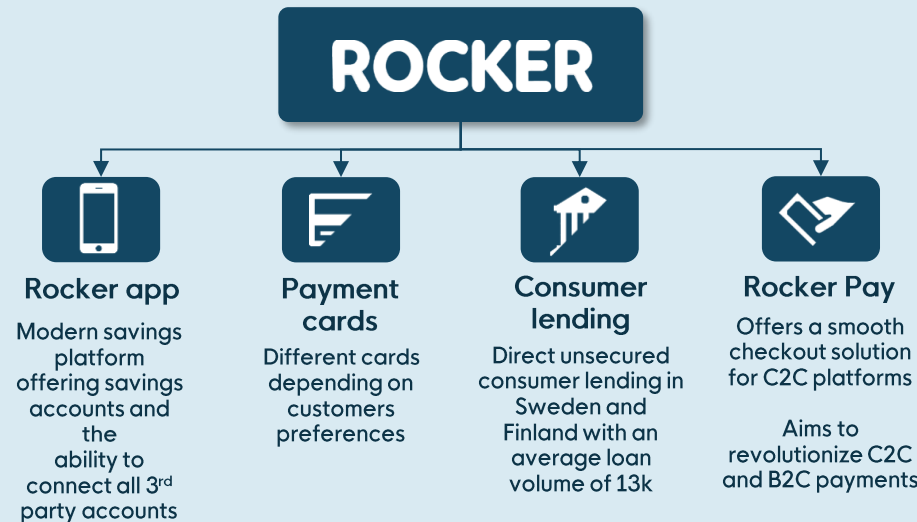 ROCKER
Rocker app
Modern savings
platform
offering savings
accounts and
the
ability to
connect all 3rd
party accounts
Payment
cards
Different cards
depending on
customers
preferences
Consumer
lending
Direct unsecured
consumer lending in
Sweden and
Finland with an
average loan
volume of 13k
Rocker Pay
Offers a smooth
checkout solution
for C2C platforms
Aims to
revolutionize C2C
and B2C payments